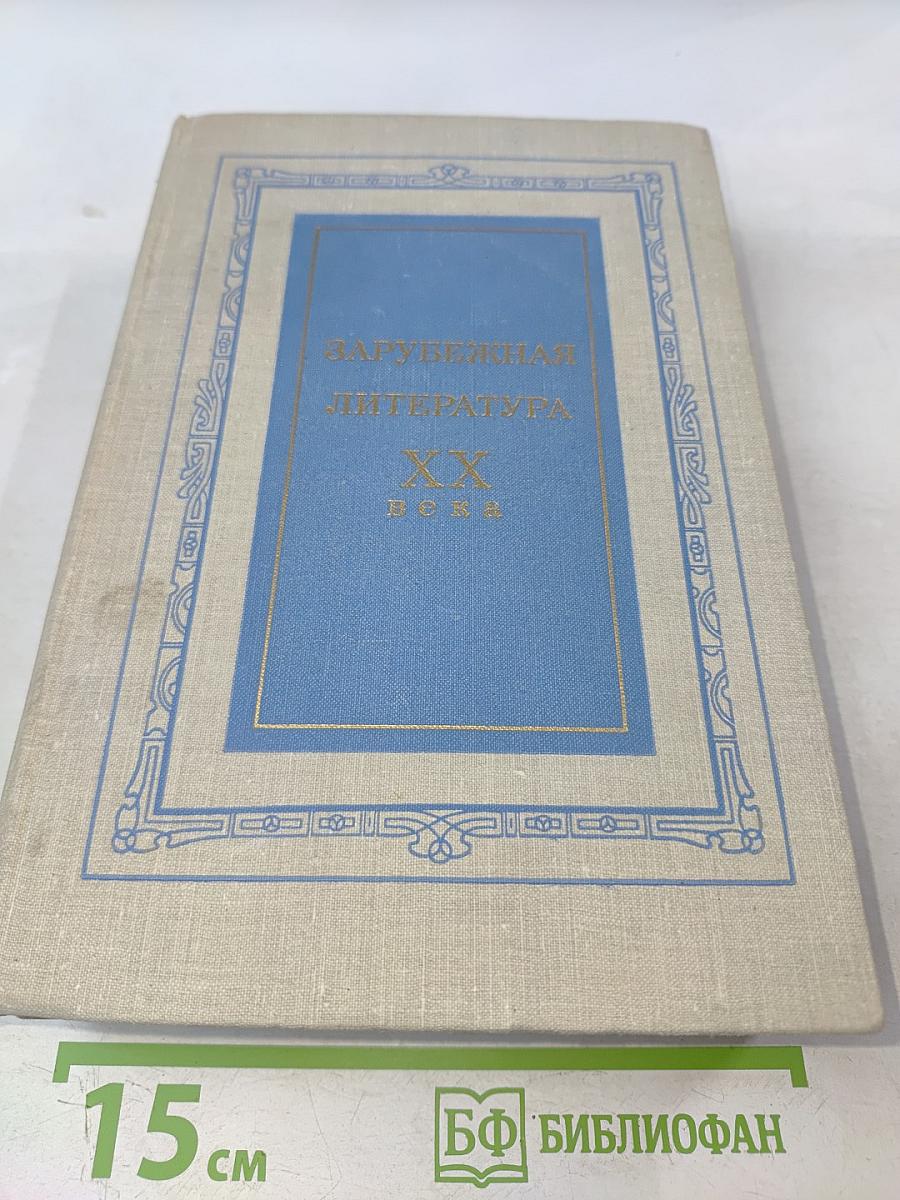 ЗАРУБЕЖНАЯ
ЛИТЕРАТУРА
XX
века
15 см
БФ БИБЛИОФАН